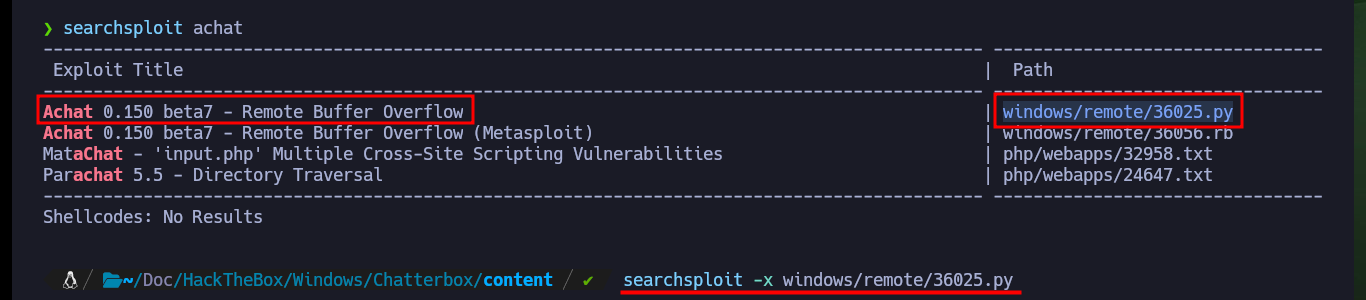 ❯ searchsploit achat
---------------------------------------------------------------------------------------------- ---------------------------------
 Exploit Title | Path
---------------------------------------------------------------------------------------------- ---------------------------------
Achat 0.150 beta7 - Remote Buffer Overflow | windows/remote/36025.py
Achat 0.150 beta7 - Remote Buffer Overflow (Metasploit) | windows/remote/36056.rb
MataChat - 'input.php' Multiple Cross-Site Scripting Vulnerabilities | php/webapps/32958.txt
Parachat 5.5 - Directory Traversal | php/webapps/24647.txt
---------------------------------------------------------------------------------------------- ---------------------------------
Shellcodes: No Results
/ ~/Doc/HackTheBox/Windows/Chatterbox/content / ✔ searchsploit -x windows/remote/36025.py